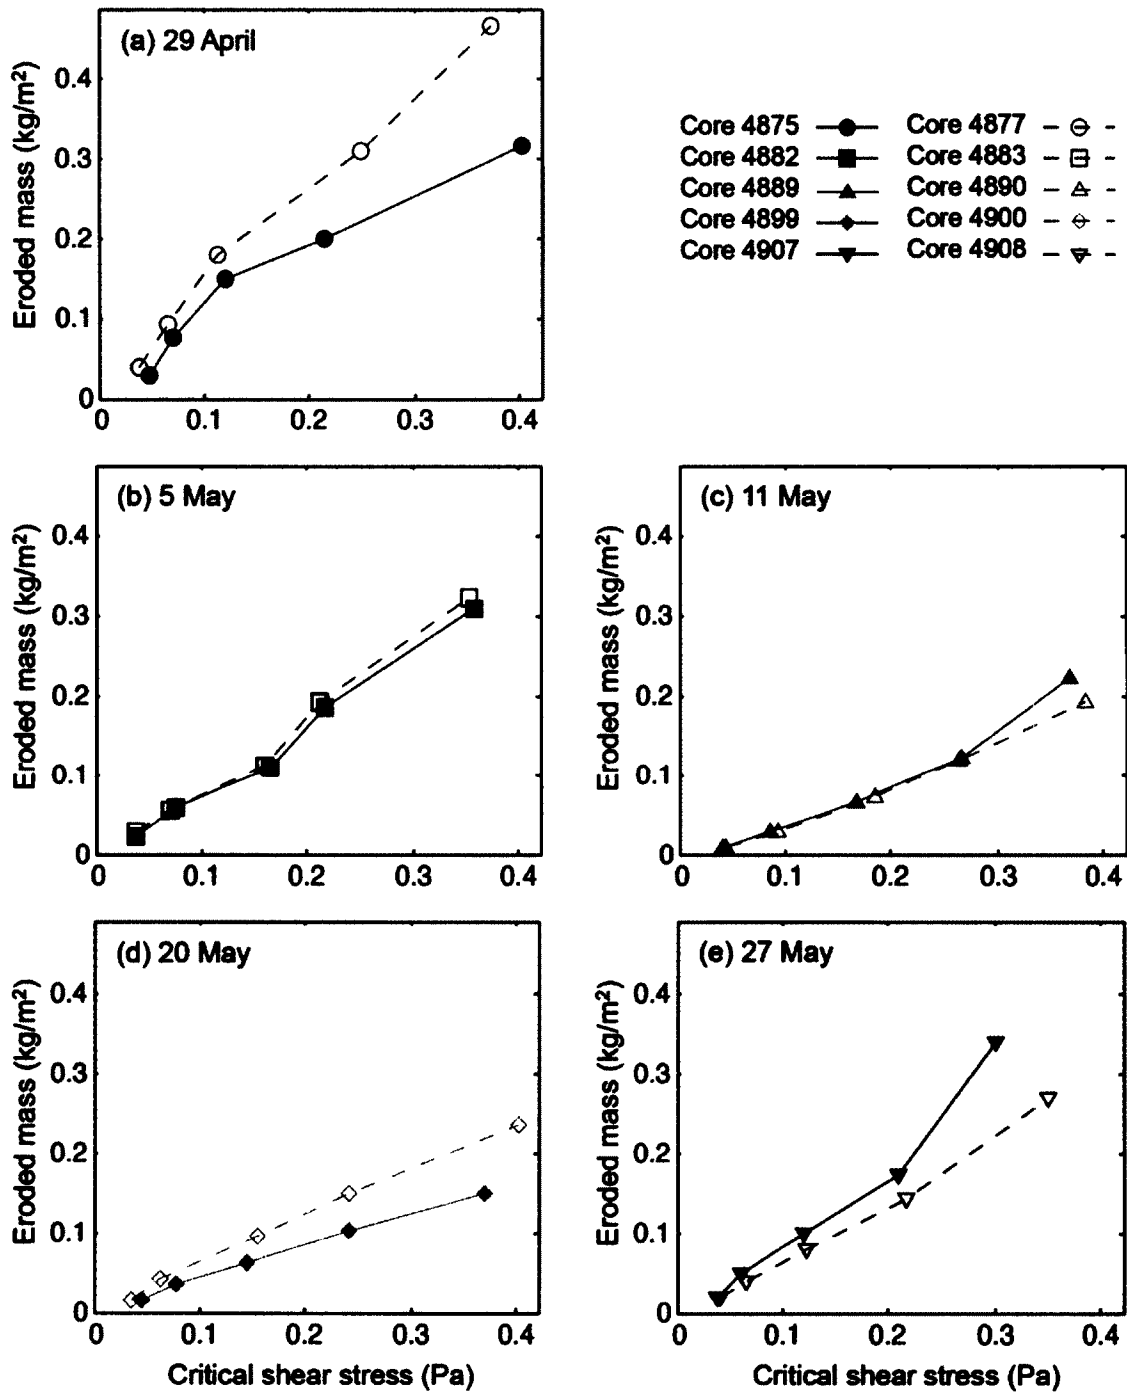 (a) 29 April
Eroded mass (kg/m²)
0.4
0.3
0.2
0.1
0
0 0.1 0.2 0.3 0.4
Core 4875 Core 4877
Core 4882 Core 4883
Core 4889 Core 4890
Core 4899 Core 4900
Core 4907 Core 4908
(b) 5 May
Eroded mass (kg/m²)
0.4
0.3
0.2
0.1
0
0 0.1 0.2 0.3 0.4
(c) 11 May
Eroded mass (kg/m²)
0.4
0.3
0.2
0.1
0
0 0.1 0.2 0.3 0.4
(d) 20 May
Eroded mass (kg/m²)
0.4
0.3
0.2
0.1
0
0 0.1 0.2 0.3 0.4
Critical shear stress (Pa)
(e) 27 May
Eroded mass (kg/m²)
0.4
0.3
0.2
0.1
0
0 0.1 0.2 0.3 0.4
Critical shear stress (Pa)